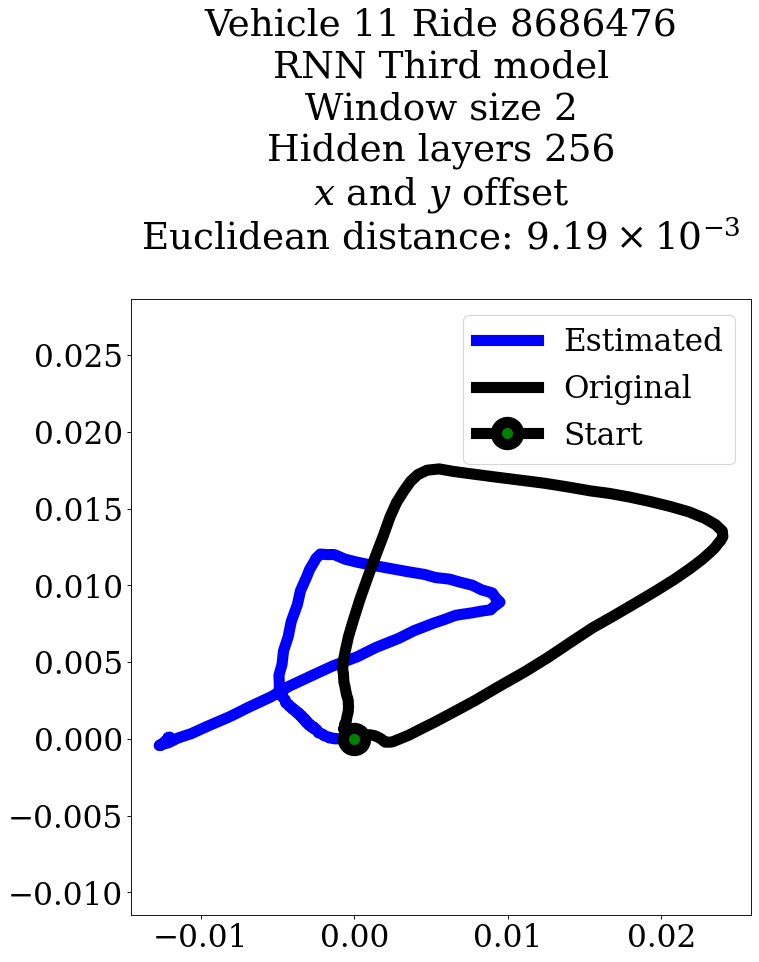 Vehicle 11 Ride 8686476
RNN Third model
Window size 2
Hidden layers 256
x and y offset
Euclidean distance: 9.19 × 10⁻³
Estimated
Original
Start
0.025
0.020
0.015
0.010
0.005
0.000
−0.005
−0.010
−0.01 0.00 0.01 0.02